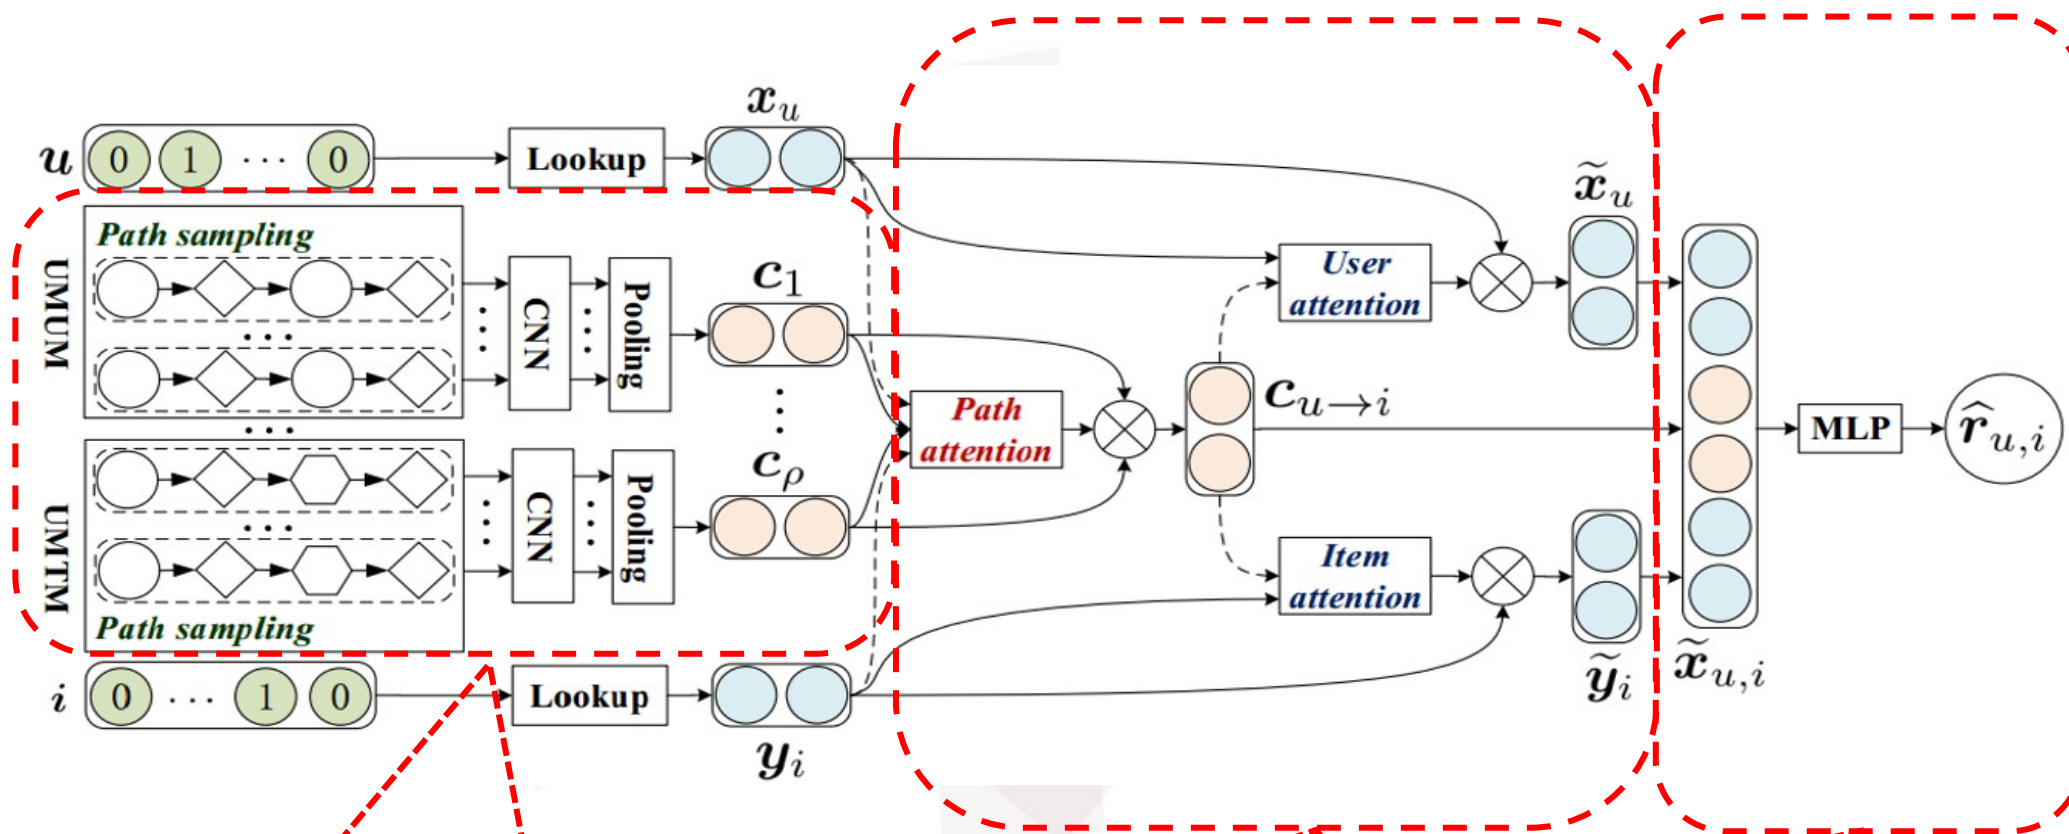 u 0 1 ... 0 Lookup x_u
UMUM
Path sampling
...
CNN
Pooling
c_1
...
UMTM
...
Path sampling
CNN
Pooling
c_ρ
i 0 ... 1 0 Lookup y_i
Path
attention
c_{u→i}
User
attention
Item
attention
x̃_u
ỹ_i
x̃_{u,i}
MLP
r̂_{u,i}